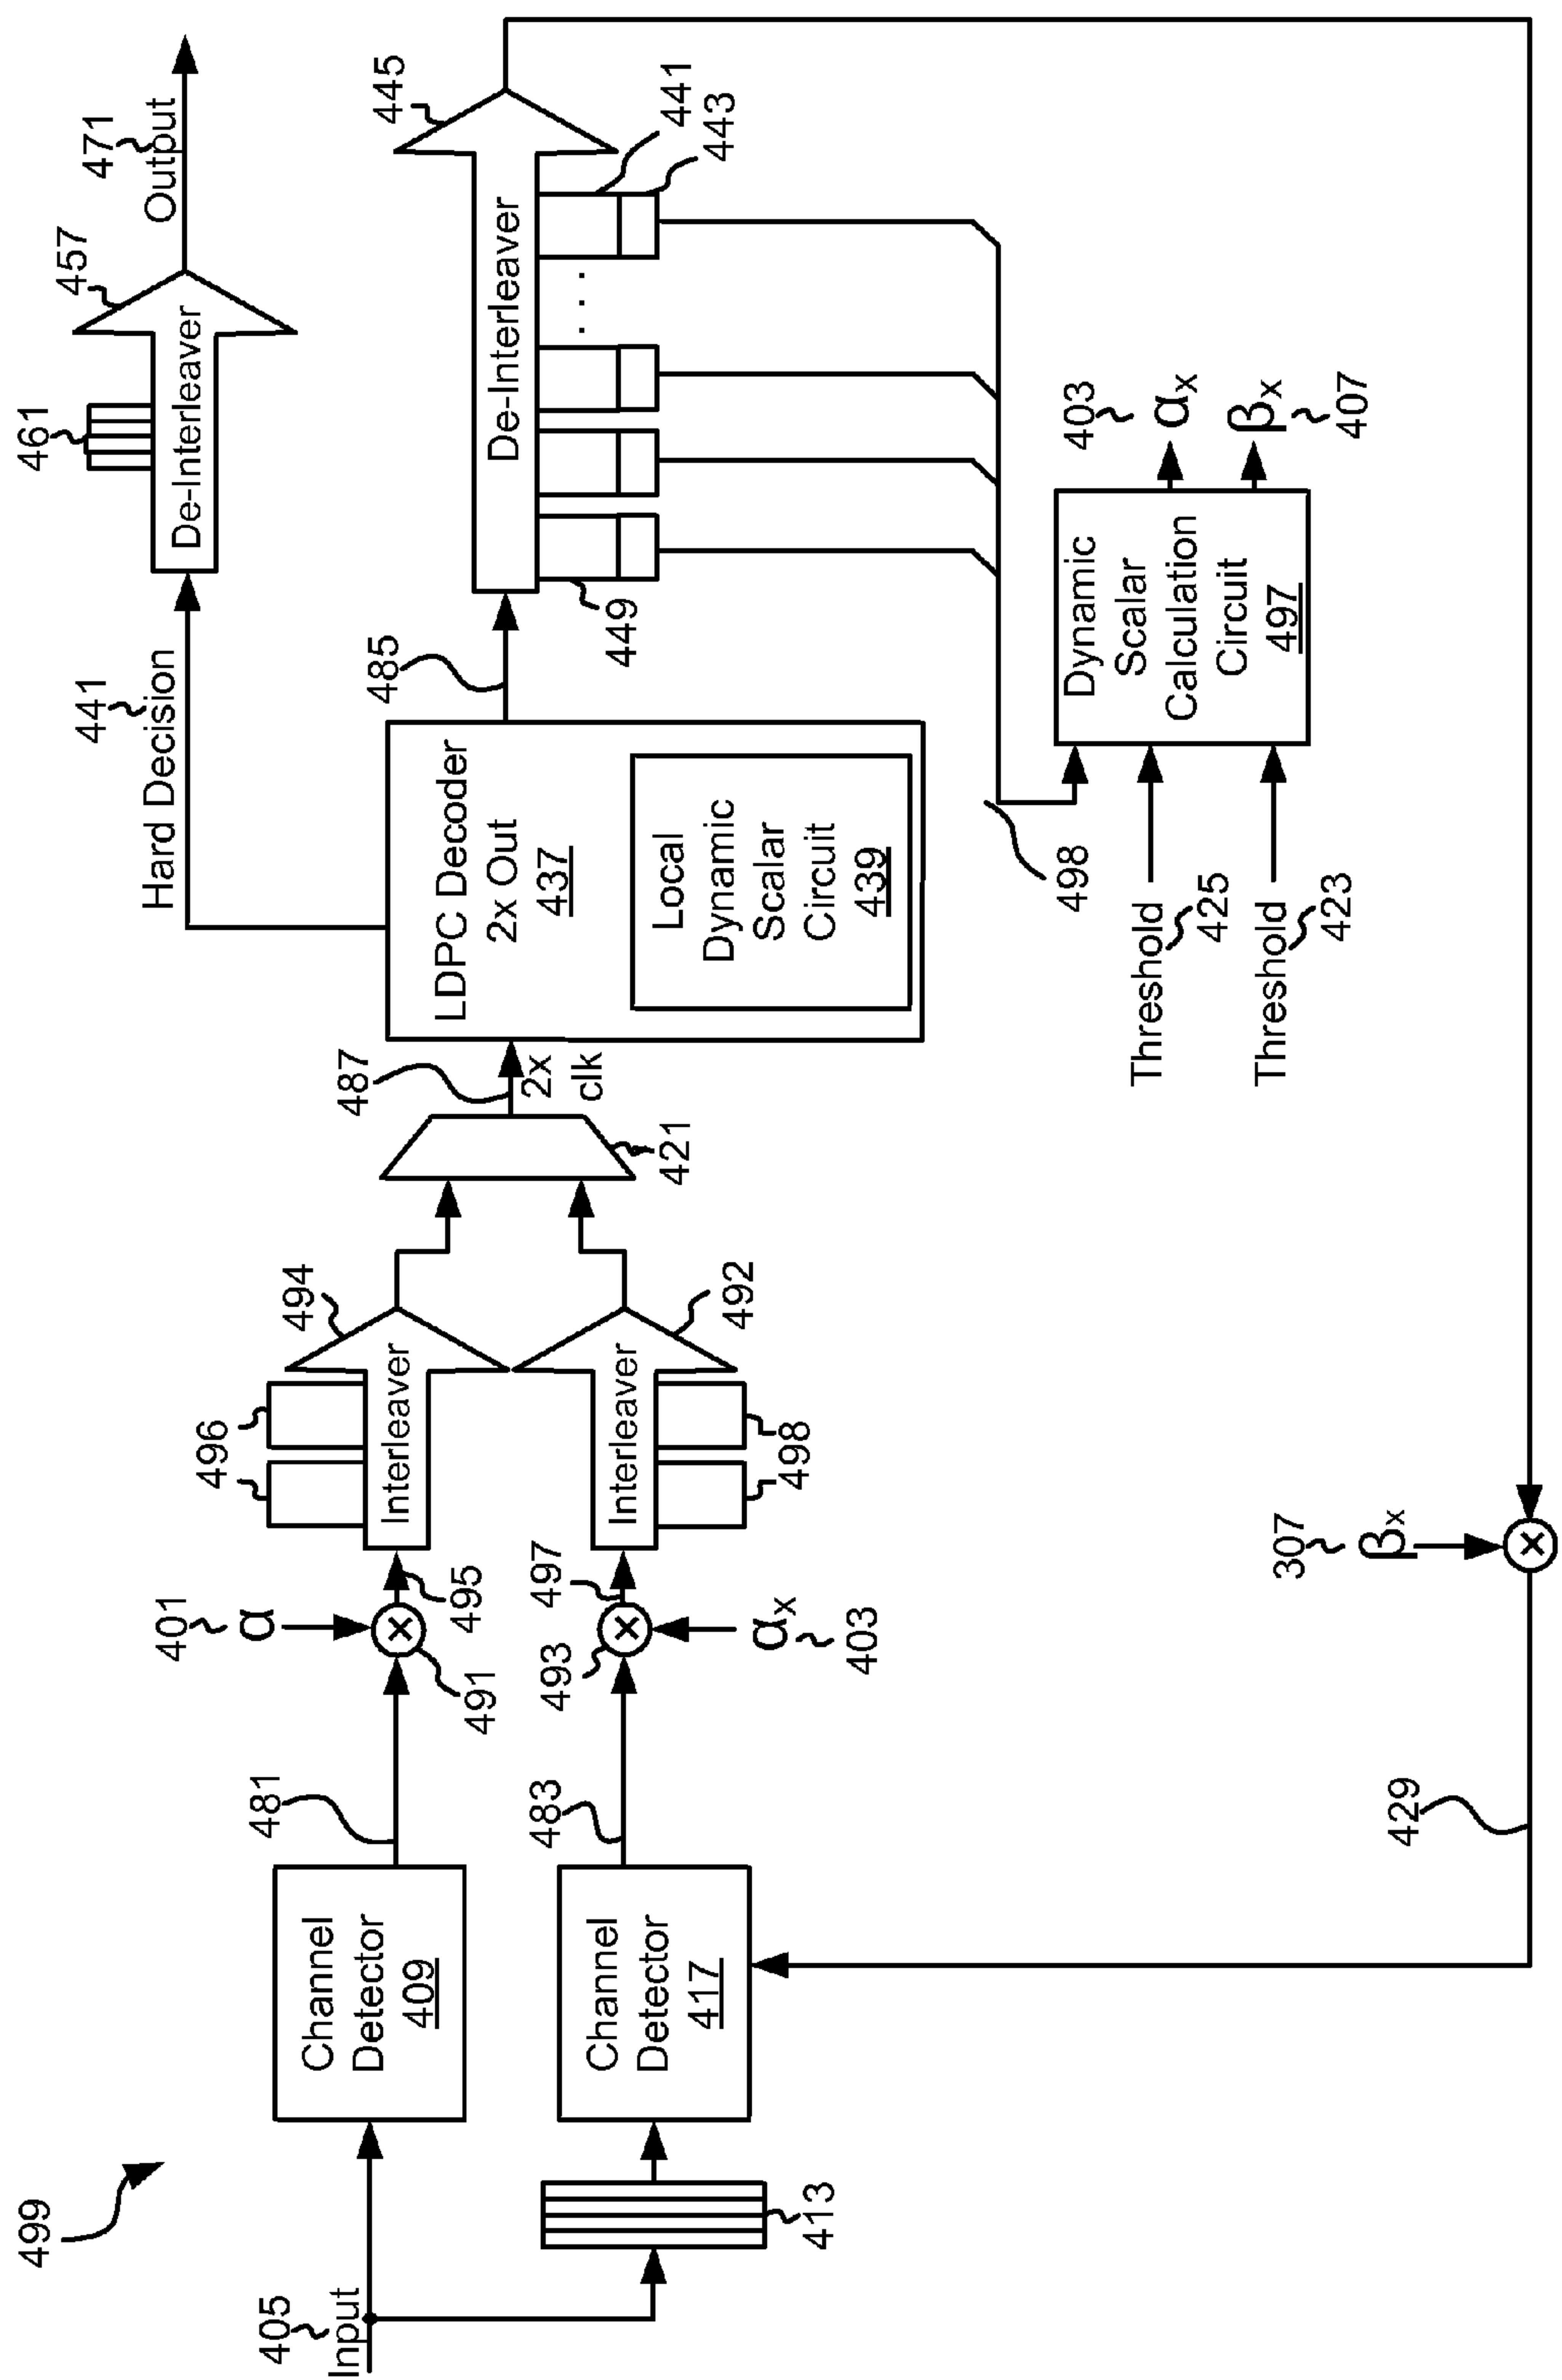 499
405
Input
413
Channel
Detector
409
Channel
Detector
417
481
483
401
α
491
495
493
497
αx
403
496
Interleaver
494
Interleaver
492
498
498
421
487
2x
clk
LDPC Decoder
2x Out
437
Local
Dynamic
Scalar
Circuit
439
441
Hard Decision
485
461
De-Interleaver
457
471
Output
De-Interleaver
445
449
441
443
498
Threshold
425
Threshold
423
Dynamic
Scalar
Calculation
Circuit
497
403
αx
βx
407
307
βx
429